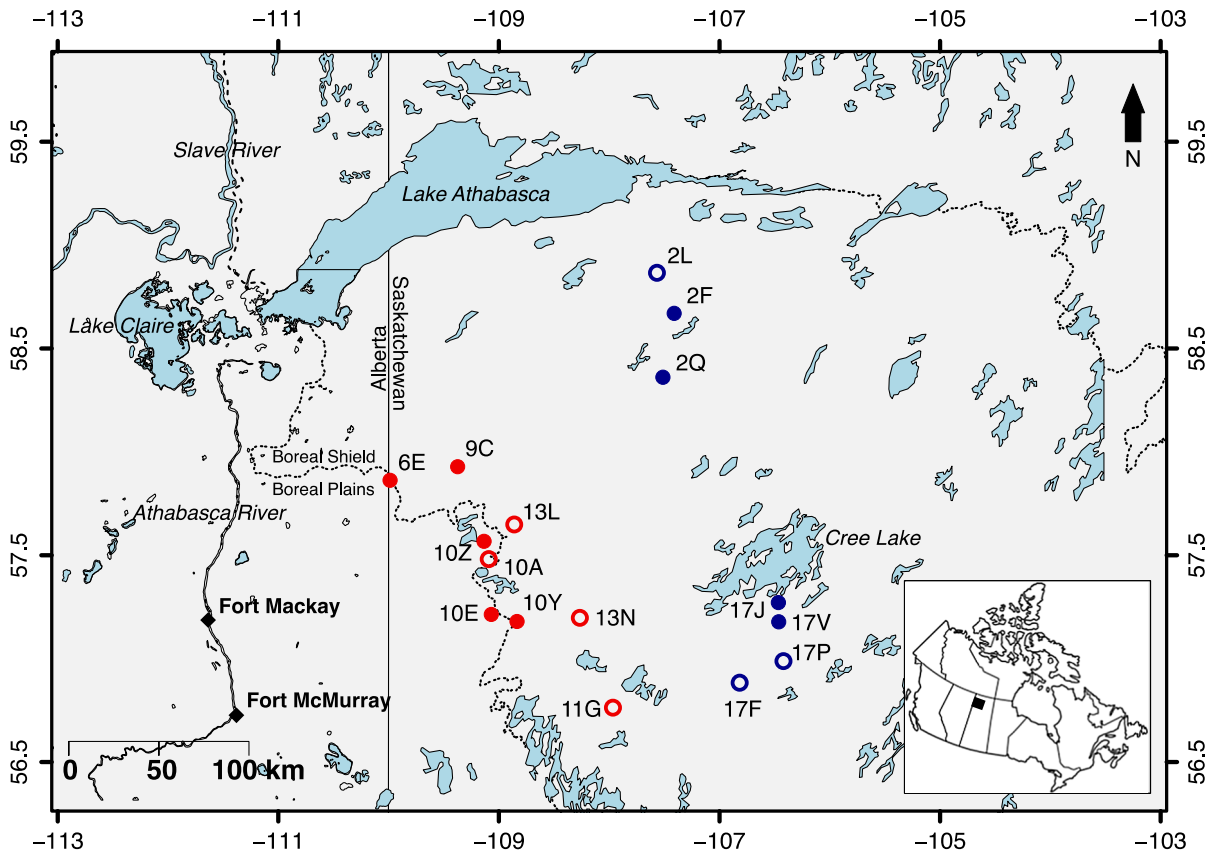 −113 −111 −109 −107 −105 −103
59.5 59.5
58.5 58.5
57.5 57.5
56.5 56.5
Slave River
Lake Athabasca
N
2L
2F
Lake Claire
Saskatchewan
Alberta
2Q
Boreal Shield
6E
9C
Boreal Plains
Athabasca River
13L
10Z
10A
Cree Lake
Fort Mackay
10E
10Y
13N
17J
17V
17P
Fort McMurray
11G
17F
0 50 100 km
−113 −111 −109 −107 −105 −103